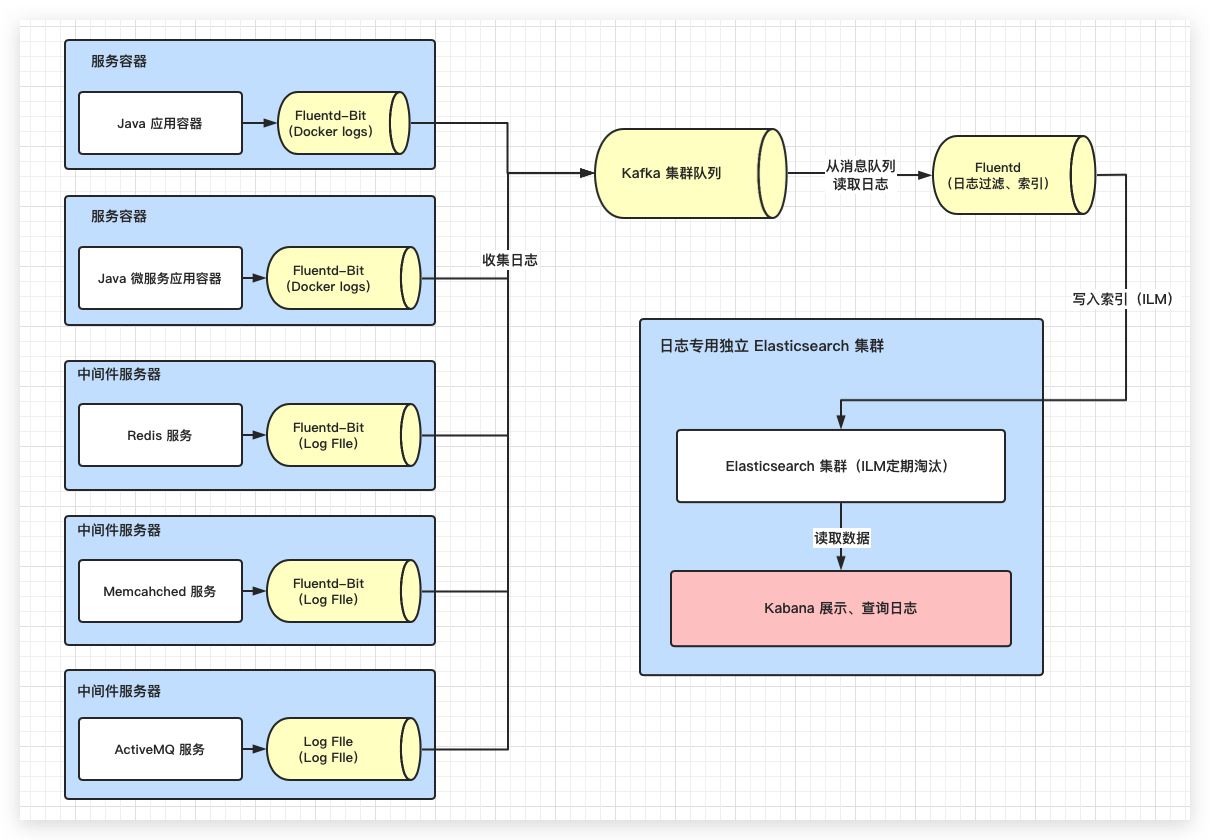 服务容器
Java 应用容器
Fluentd-Bit
(Docker logs)
服务容器
Java 微服务应用容器
Fluentd-Bit
(Docker logs)
中间件服务器
Redis 服务
Fluentd-Bit
(Log FIle)
中间件服务器
Memcahched 服务
Fluentd-Bit
(Log FIle)
中间件服务器
ActiveMQ 服务
Log FIle
(Log FIle)
收集日志
Kafka 集群队列
从消息队列
读取日志
Fluentd
（日志过滤、索引）
写入索引（ILM）
日志专用独立 Elasticsearch 集群
Elasticsearch 集群（ILM定期淘汰）
读取数据
Kabana 展示、查询日志